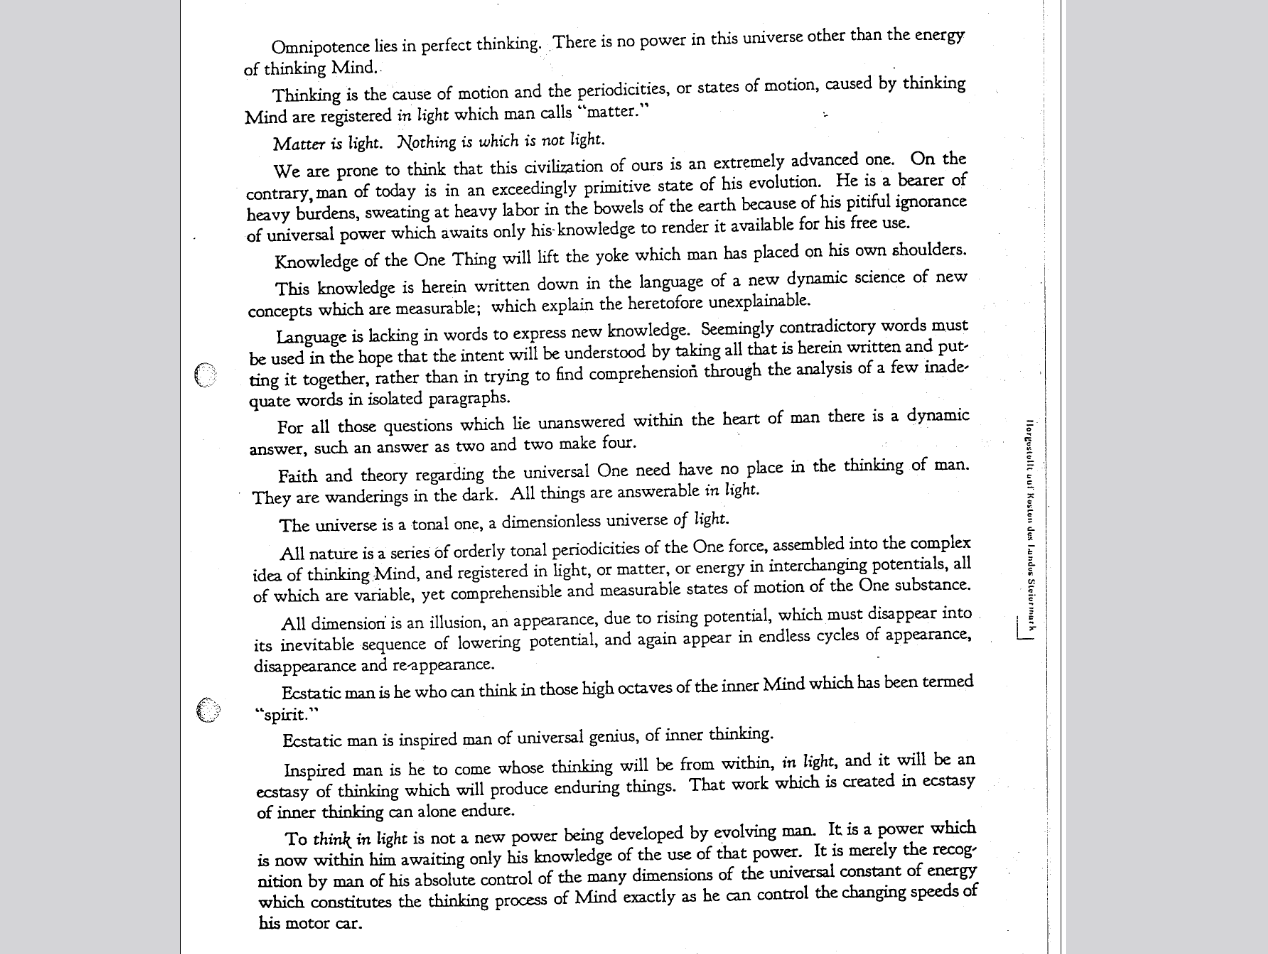 Omnipotence lies in perfect thinking. There is no power in this universe other than the energy
of thinking Mind.
Thinking is the cause of motion and the periodicities, or states of motion, caused by thinking
Mind are registered in light which man calls “matter.”
Matter is light. Nothing is which is not light.
We are prone to think that this civilization of ours is an extremely advanced one. On the
contrary, man of today is in an exceedingly primitive state of his evolution. He is a bearer of
heavy burdens, sweating at heavy labor in the bowels of the earth because of his pitiful ignorance
of universal power which awaits only his knowledge to render it available for his free use.
Knowledge of the One Thing will lift the yoke which man has placed on his own shoulders.
This knowledge is herein written down in the language of a new dynamic science of new
concepts which are measurable; which explain the heretofore unexplainable.
Language is lacking in words to express new knowledge. Seemingly contradictory words must
be used in the hope that the intent will be understood by taking all that is herein written and put-
ting it together, rather than in trying to find comprehension through the analysis of a few inade-
quate words in isolated paragraphs.
For all those questions which lie unanswered within the heart of man there is a dynamic
answer, such an answer as two and two make four.
Faith and theory regarding the universal One need have no place in the thinking of man.
They are wanderings in the dark. All things are answerable in light.
The universe is a tonal one, a dimensionless universe of light.
All nature is a series of orderly tonal periodicities of the One force, assembled into the complex
idea of thinking Mind, and registered in light, or matter, or energy in interchanging potentials, all
of which are variable, yet comprehensible and measurable states of motion of the One substance.
All dimension is an illusion, an appearance, due to rising potential, which must disappear into
its inevitable sequence of lowering potential, and again appear in endless cycles of appearance,
disappearance and re-appearance.
Ecstatic man is he who can think in those high octaves of the inner Mind which has been termed
“spirit.”
Ecstatic man is inspired man of universal genius, of inner thinking.
Inspired man is he to come whose thinking will be from within, in light, and it will be an
ecstasy of thinking which will produce enduring things. That work which is created in ecstasy
of inner thinking can alone endure.
To think in light is not a new power being developed by evolving man. It is a power which
is now within him awaiting only his knowledge of the use of that power. It is merely the recog-
nition by man of his absolute control of the many dimensions of the universal constant of energy
which constitutes the thinking process of Mind exactly as he can control the changing speeds of
his motor car.
Hergestellt auf Kosten des Landes Steiermark